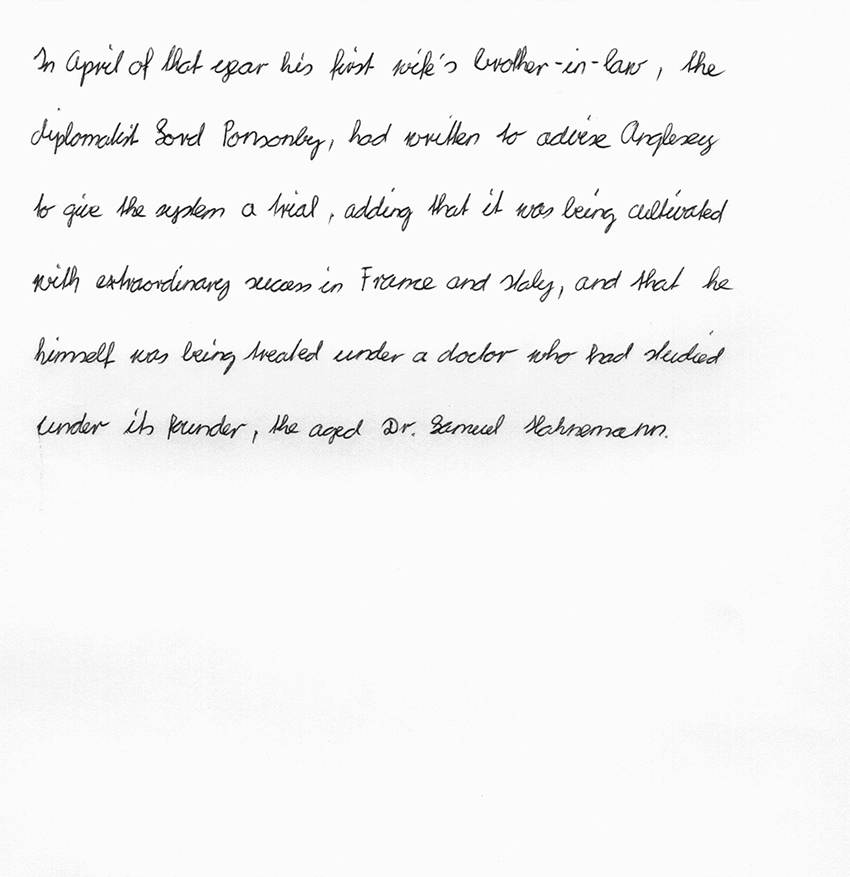 In April of that year his first wife's brother-in-law, the
diplomatist Lord Ponsonby, had written to advise Anglesey
to give the system a trial, adding that it was being cultivated
with extraordinary success in France and Italy, and that he
himself was being treated under a doctor who had studied
under its founder, the aged Dr. Samuel Hahnemann.